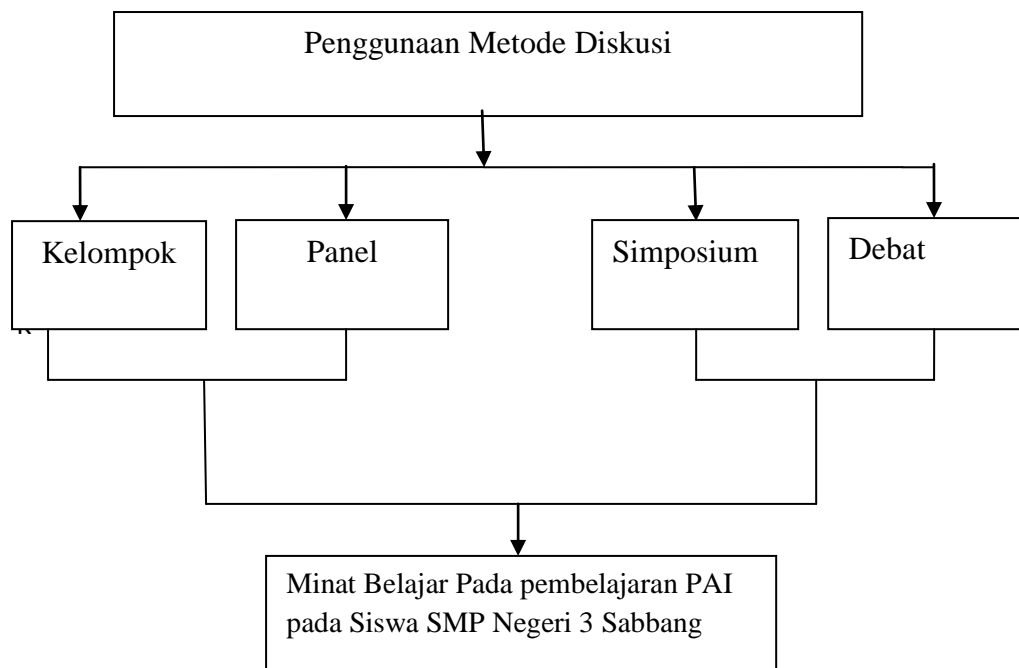 Penggunaan Metode Diskusi
Kelompok
Panel
Simposium
Debat
Minat Belajar Pada pembelajaran PAI
pada Siswa SMP Negeri 3 Sabbang